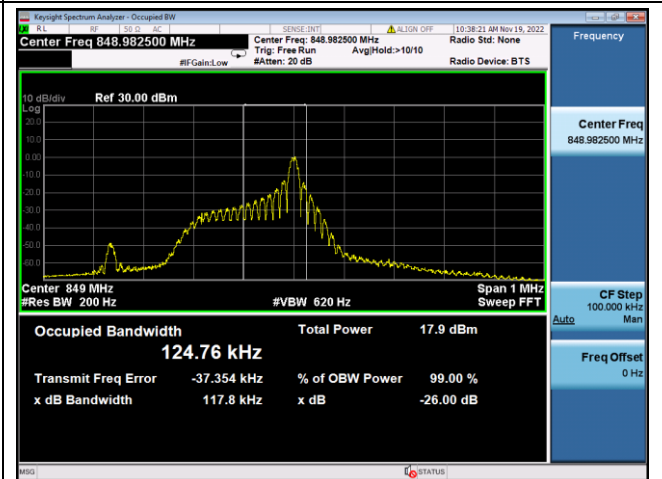 Keysight Spectrum Analyzer - Occupied BW
RL RF 50 Ω AC SENSE:INT ALIGN OFF 10:38:21 AM Nov 19, 2022
Center Freq 848.982500 MHz Center Freq: 848.982500 MHz Radio Std: None Frequency
Trig: Free Run Avg|Hold:>10/10
#IFGain:Low #Atten: 20 dB Radio Device: BTS
10 dB/div Ref 30.00 dBm
Log
20.0
10.0
0.00
-10.0
-20.0
-30.0
-40.0
-50.0
-60.0
Center 849 MHz Span 1 MHz
#Res BW 200 Hz #VBW 620 Hz Sweep FFT
Occupied Bandwidth Total Power 17.9 dBm
124.76 kHz
Transmit Freq Error -37.354 kHz % of OBW Power 99.00 %
x dB Bandwidth 117.8 kHz x dB -26.00 dB
Center Freq
848.982500 MHz
CF Step
100.000 kHz
Auto Man
Freq Offset
0 Hz
MSG STATUS